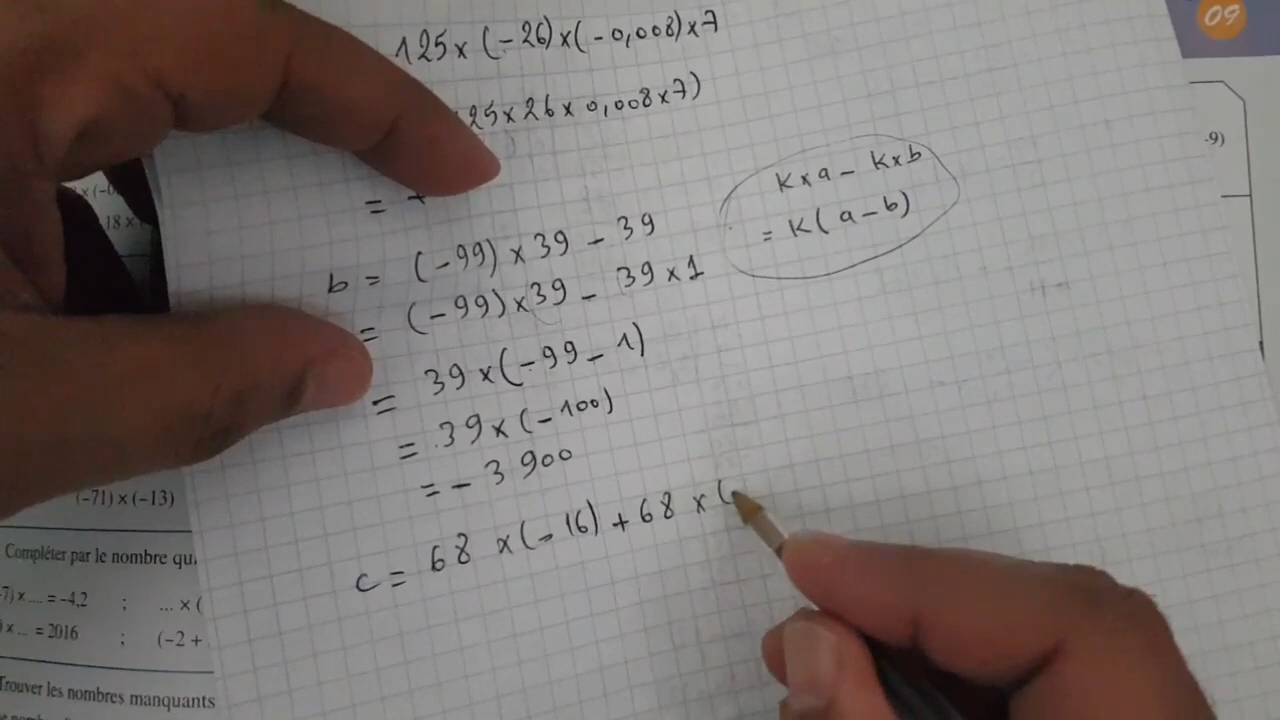 09
125 x (-26) x (-0,008) x 7
25 x 26 x 0,008 x 7)
= +
b = (-99) x 39 - 39
= (-99) x 39 - 39 x 1
= 39 x (-99 - 1)
= 39 x (-100)
= - 3 900
c = 68 x (-16) + 68 x (
K x a - K x b
= K (a - b)
-9)
18 x
(-71) × (-13)
Compléter par le nombre qu
7) x .... = -4,2 ; ... × (
× ... = 2016 ; (-2 +
Trouver les nombres manquants